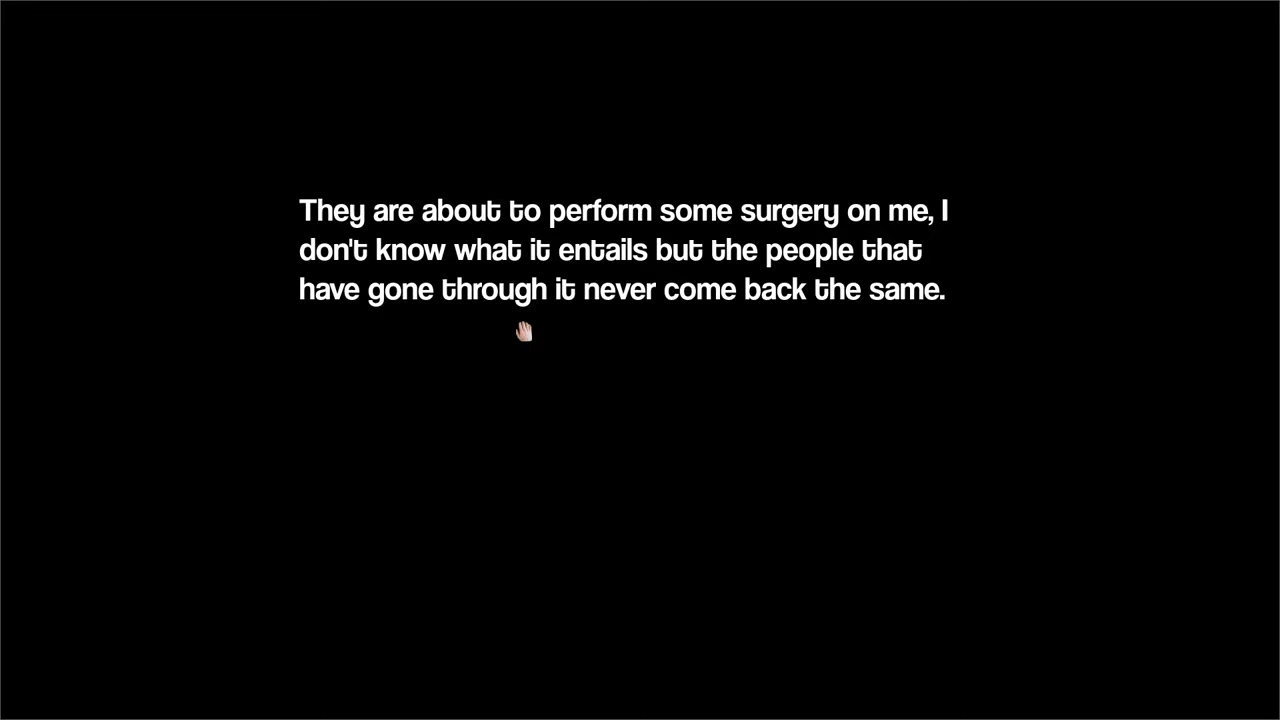 They are about to perform some surgery on me, I
don't know what it entails but the people that
have gone through it never come back the same.